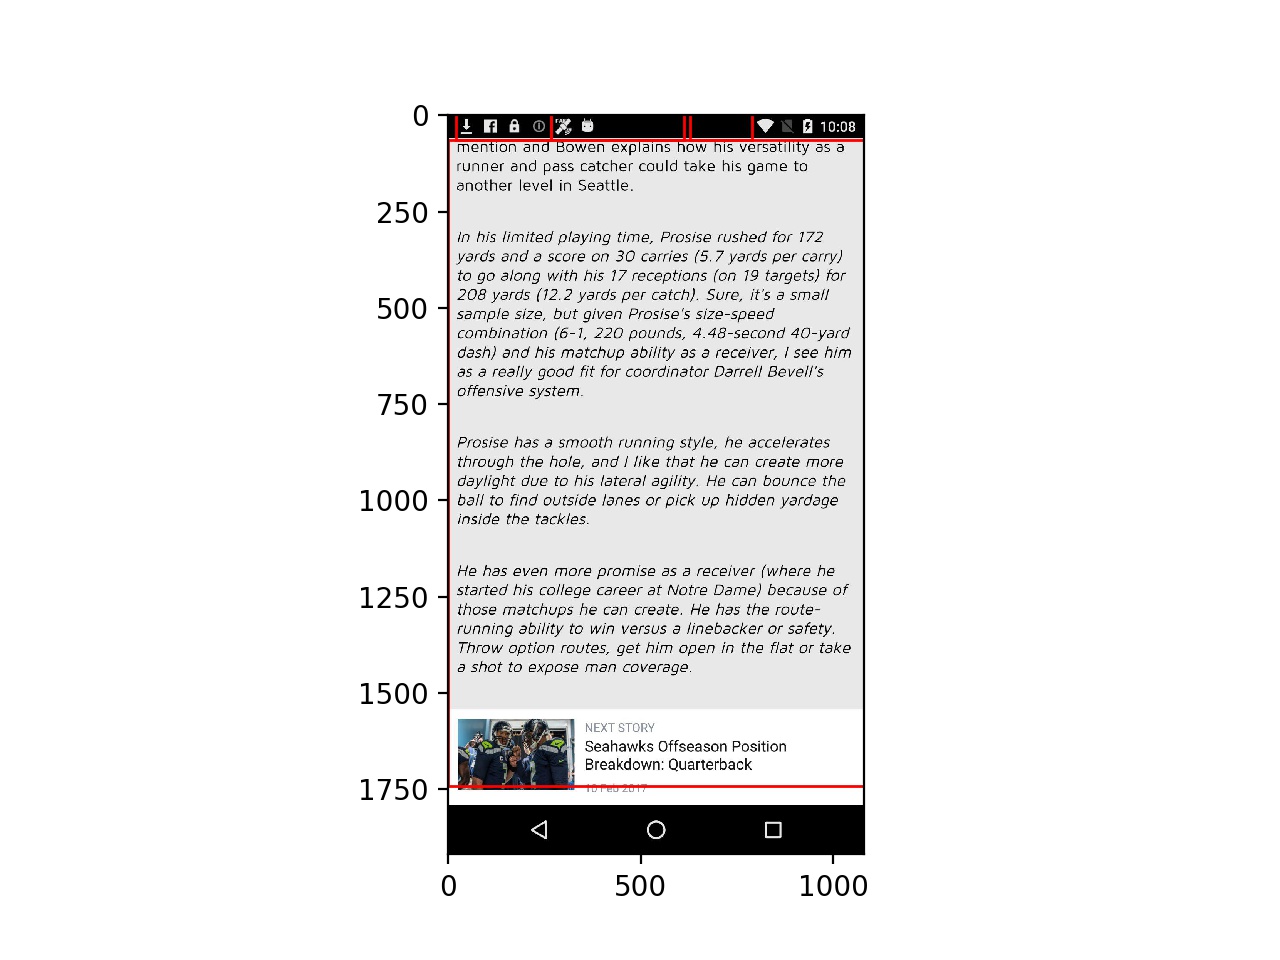 0
250
500
750
1000
1250
1500
1750
0
500
1000
10:08
mention and Bowen explains how his versatility as a
runner and pass catcher could take his game to
another level in Seattle.
In his limited playing time, Prosise rushed for 172
yards and a score on 30 carries (5.7 yards per carry)
to go along with his 17 receptions (on 19 targets) for
208 yards (12.2 yards per catch). Sure, it's a small
sample size, but given Prosise's size-speed
combination (6-1, 220 pounds, 4.48-second 40-yard
dash) and his matchup ability as a receiver, I see him
as a really good fit for coordinator Darrell Bevell's
offensive system.
Prosise has a smooth running style, he accelerates
through the hole, and I like that he can create more
daylight due to his lateral agility. He can bounce the
ball to find outside lanes or pick up hidden yardage
inside the tackles.
He has even more promise as a receiver (where he
started his college career at Notre Dame) because of
those matchups he can create. He has the route-
running ability to win versus a linebacker or safety.
Throw option routes, get him open in the flat or take
a shot to expose man coverage.
NEXT STORY
Seahawks Offseason Position
Breakdown: Quarterback
10 Feb 2017